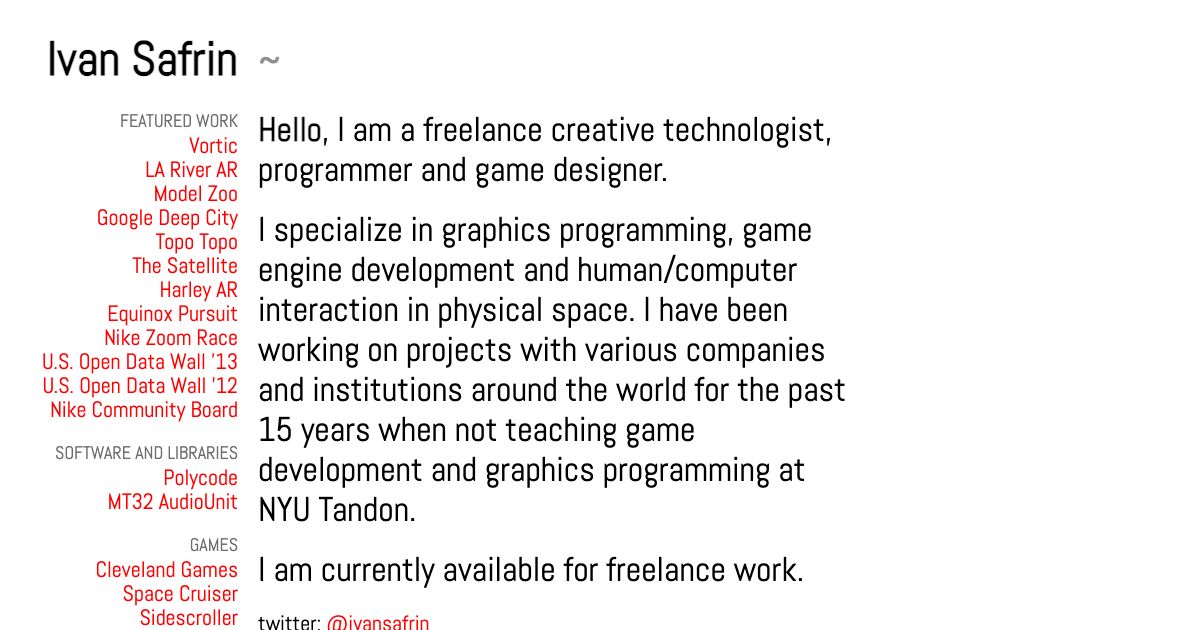 Ivan Safrin ~
FEATURED WORK
Vortic
LA River AR
Model Zoo
Google Deep City
Topo Topo
The Satellite
Harley AR
Equinox Pursuit
Nike Zoom Race
U.S. Open Data Wall '13
U.S. Open Data Wall '12
Nike Community Board
SOFTWARE AND LIBRARIES
Polycode
MT32 AudioUnit
GAMES
Cleveland Games
Space Cruiser
Sidescroller
Hello, I am a freelance creative technologist,
programmer and game designer.
I specialize in graphics programming, game
engine development and human/computer
interaction in physical space. I have been
working on projects with various companies
and institutions around the world for the past
15 years when not teaching game
development and graphics programming at
NYU Tandon.
I am currently available for freelance work.
twitter: @ivansafrin